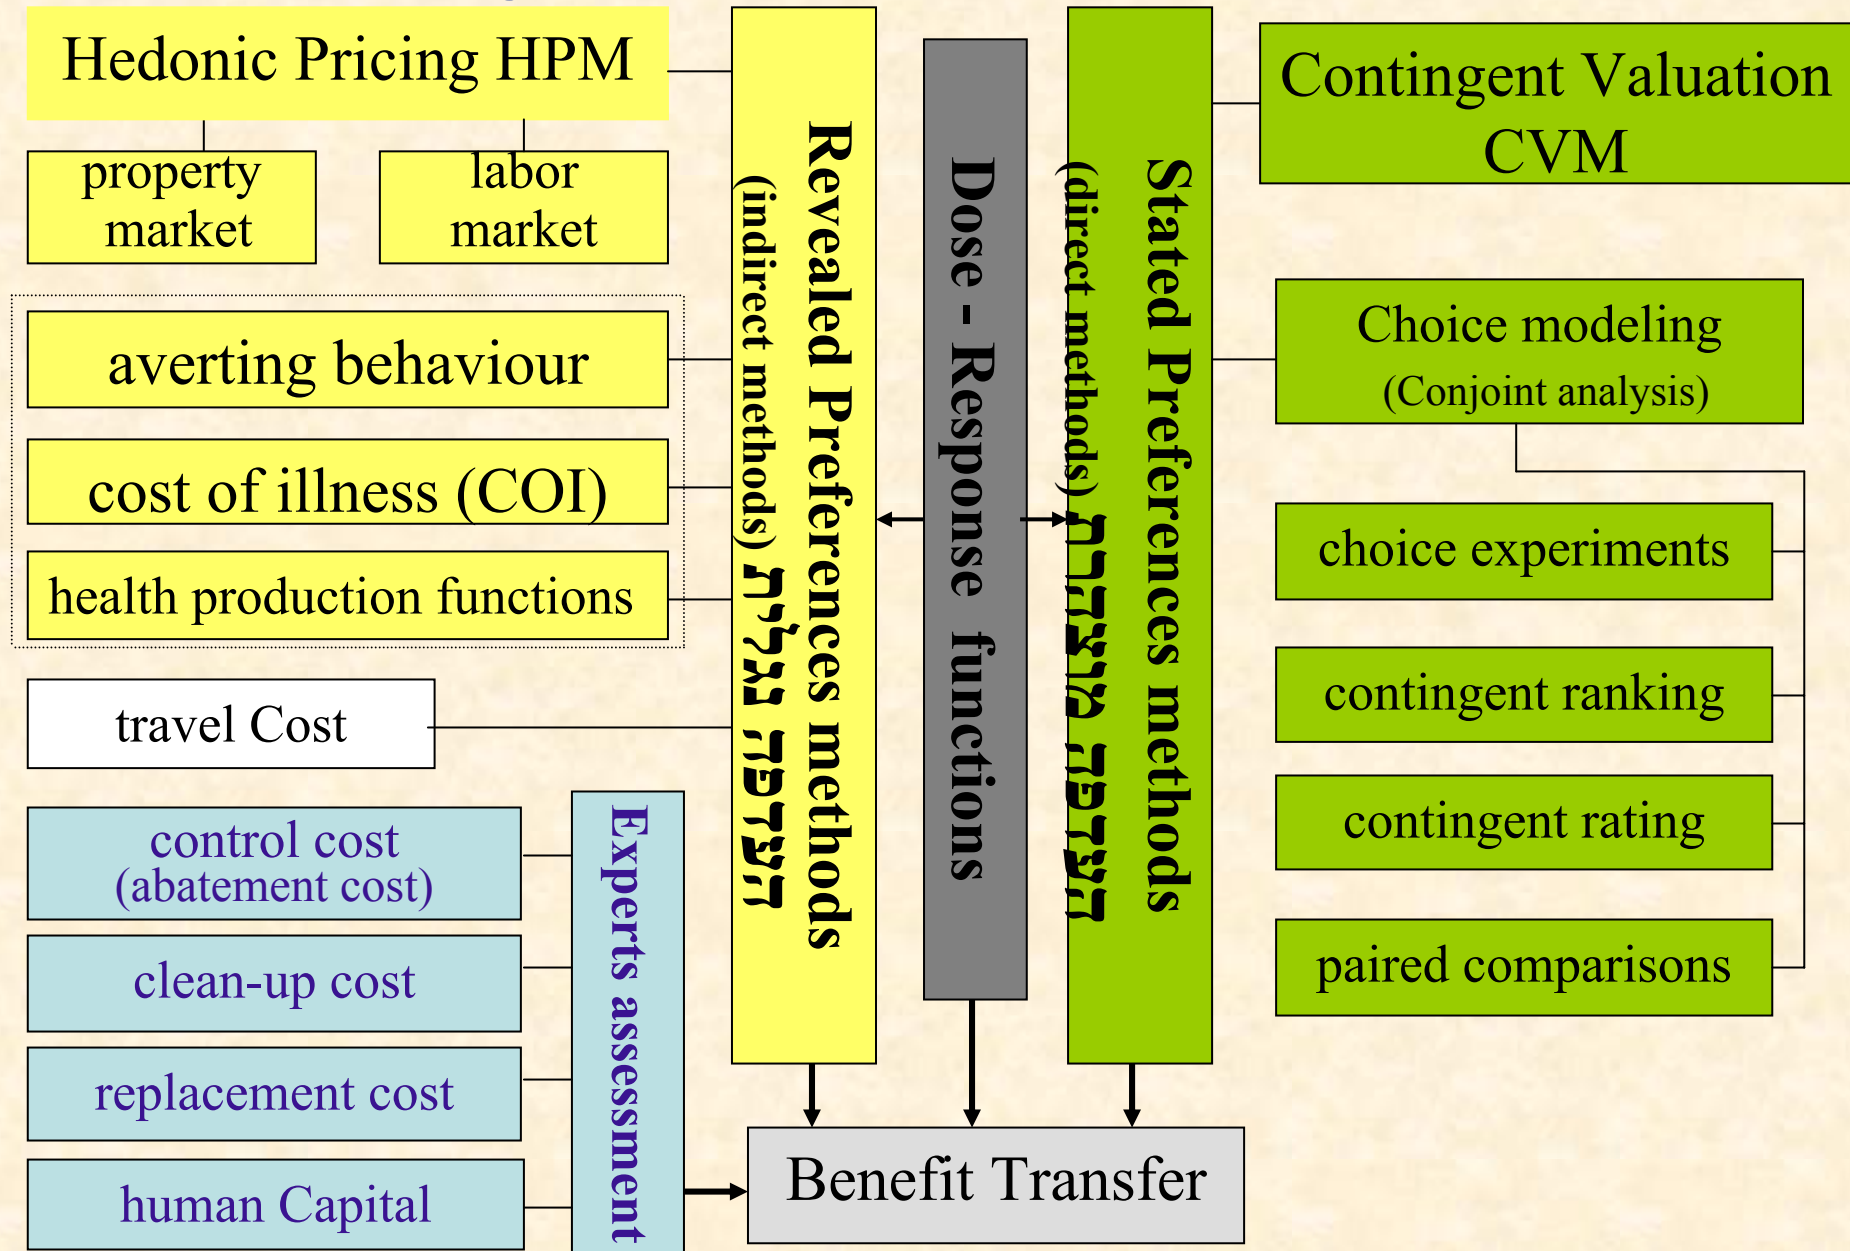 Hedonic Pricing HPM
property
market
labor
market
averting behaviour
cost of illness (COI)
health production functions
travel Cost
control cost
(abatement cost)
clean-up cost
replacement cost
human Capital
Experts assessment
Revealed Preferences methods
(indirect methods) העדפה נגלית
Dose - Response functions
Stated Preferences methods
(direct methods) העדפה מוצהרת
Contingent Valuation
CVM
Choice modeling
(Conjoint analysis)
choice experiments
contingent ranking
contingent rating
paired comparisons
Benefit Transfer